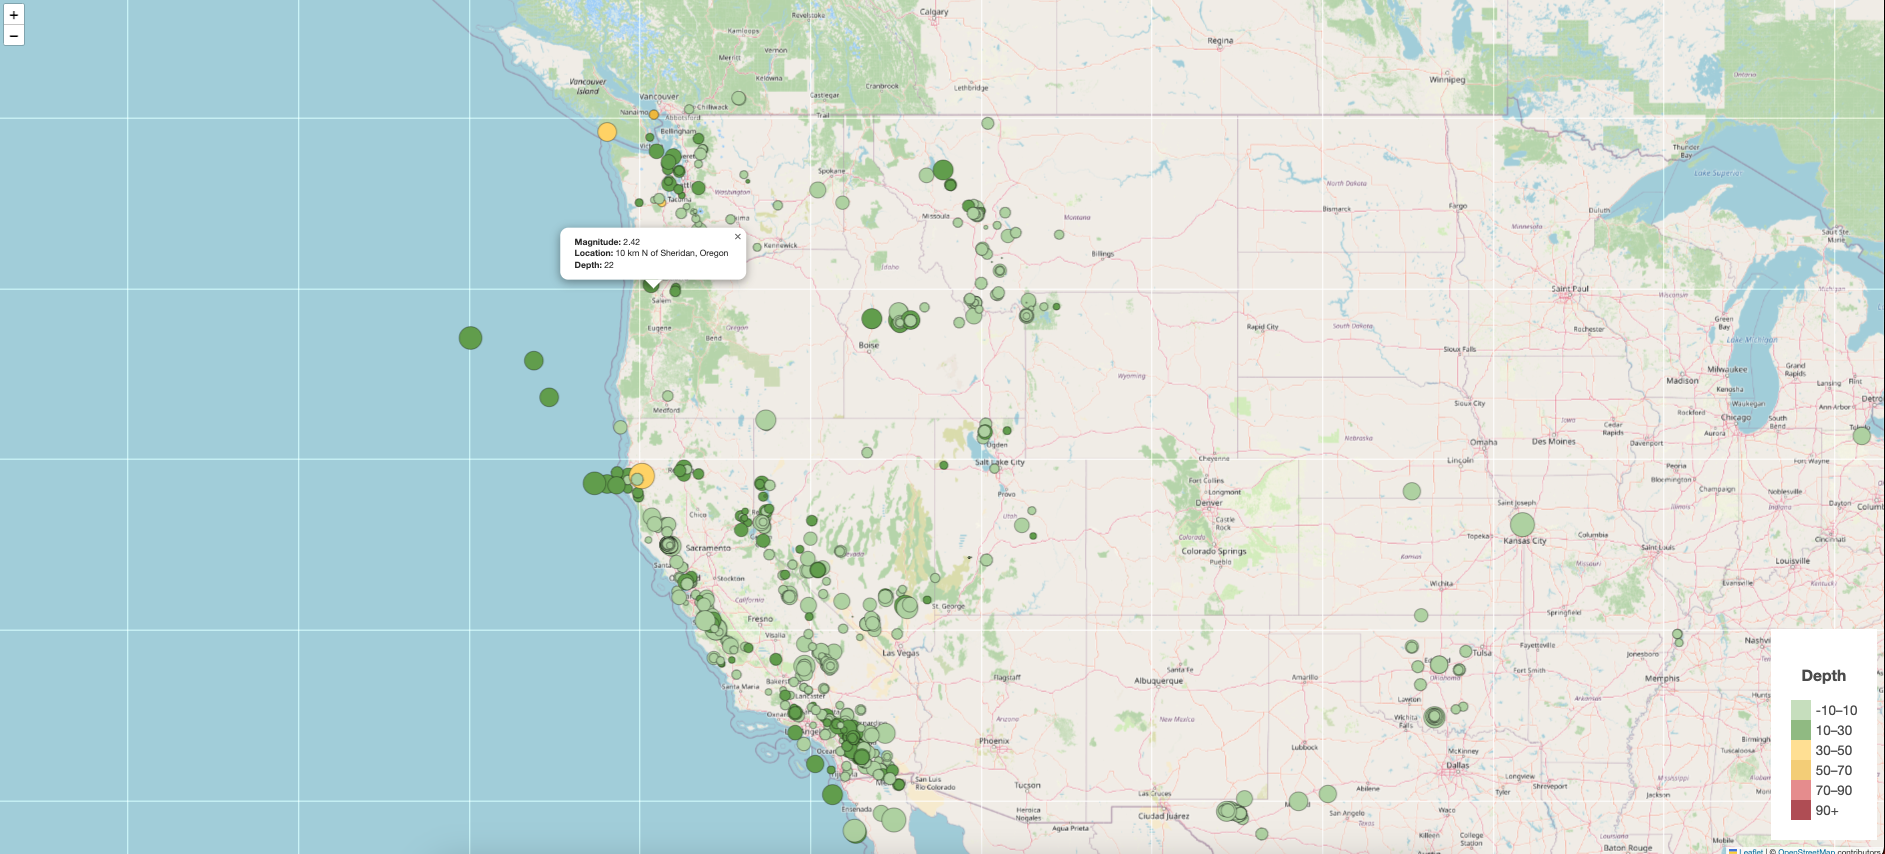 +
−
Calgary
Revelstoke
Kamloops
Vernon
Merritt
Kelowna
Regina
Winnipeg
Ontario
Vancouver
Island
Vancouver
Nanaimo
Chilliwack
Abbotsford
Castlegar
Trail
Cranbrook
Lethbridge
Bellingham
Thunder
Bay
Lake Superior
Spokane
Washington
Tacoma
North Dakota
Bismarck
Fargo
Duluth
Missoula
Montana
Minnesota
Sault Ste.
Marie
×
Magnitude: 2.42
Location: 10 km N of Sheridan, Oregon
Depth: 22
Kennewick
Idaho
Billings
Salem
Saint Paul
Wisconsin
Eugene
Oregon
Bend
Boise
Rapid City
South Dakota
Rochester
Green
Bay
Lake Michigan
Sioux Falls
Wyoming
Milwaukee
Grand
Rapids
Madison
Kenosha
Lansing
Flint
Medford
Sioux City
Waukegan
Rockford
Chicago
South
Bend
Ann Arbor
Detro
Iowa
Cedar
Rapids
Davenport
Aurora
Ogden
Nebraska
Omaha
Des Moines
Salt Lake City
Cheyenne
Lincoln
Peoria
Fort Wayne
Provo
Fort Collins
Longmont
Denver
Bloomington
Champaign
Noblesville
Dayton
Saint Joseph
Illinois
Indiana
Columb
Chico
Utah
Castle
Rock
Colorado
Kansas City
Topeka
Columbia
Saint Louis
Cincinnati
Sacramento
Colorado Springs
Pueblo
Kansas
Missouri
Louisville
Stockton
Wichita
Evansville
Kentucky
California
St. George
Springfield
Fresno
Visalia
Las Vegas
Tulsa
Fayetteville
Jonesboro
Nashvi
Flagstaff
Santa Fe
Albuquerque
Amarillo
Oklahoma
Fort Smith
Memphis
Santa Maria
Lancaster
Arkansas
Hunts
Lawton
Wichita
Falls
Arizona
New Mexico
Phoenix
Lubbock
McKinney
Dallas
Texarkana
Birmingh
Tuscaloosa
San Luis
Rio Colorado
Tucson
Las Cruces
Abilene
Longview
Tyler
Shreveport
Mississippi
Jackson
Ensenada
Heroica
Nogales
Agua Prieta
Ciudad Juárez
San Angelo
Texas
Waco
Killeen
College
Station
Louisiana
Baton Rouge
Mobile
Depth
-10–10
10–30
30–50
50–70
70–90
90+
Leaflet | © OpenStreetMap contributors